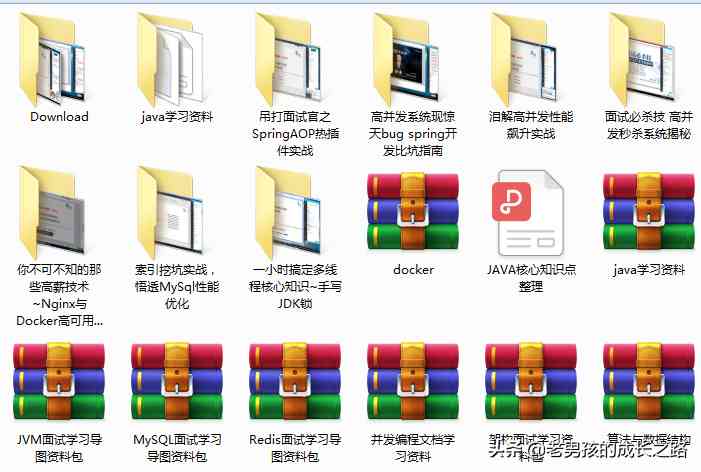 Download
java学习资料
吊打面试官之
SpringAOP热插
件实战
高并发系统现惊
天bug spring开
发比坑指南
泪解高并发性能
飙升实战
面试必杀技 高并
发秒杀系统揭秘
你不可不知的那
些高薪技术
~Nginx与
Docker高可用...
索引挖坑实战，
悟透MySql性能
优化
一小时搞定多线
程核心知识~手写
JDK锁
docker
JAVA核心知识点
整理
java学习资料
JVM面试学习导
图资料包
MySQL面试学习
导图资料包
Redis面试学习导
图资料包
并发编程文档学
习资料
架构面试学习资
算法与数据结构
头条@老男孩的成长之路